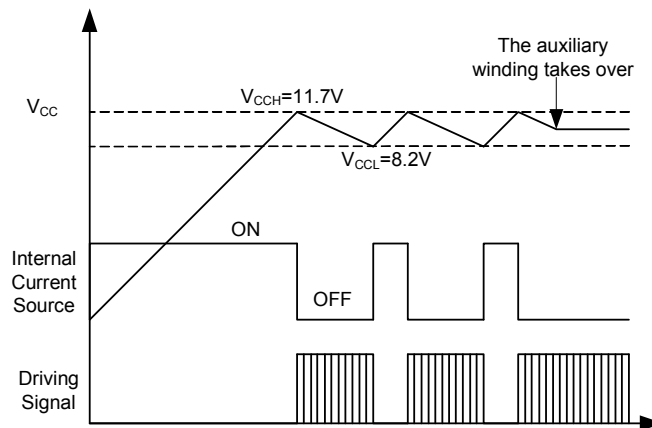 The auxiliary
winding takes over
VCC
VCCH=11.7V
VCCL=8.2V
ON
Internal
Current
Source
OFF
Driving
Signal